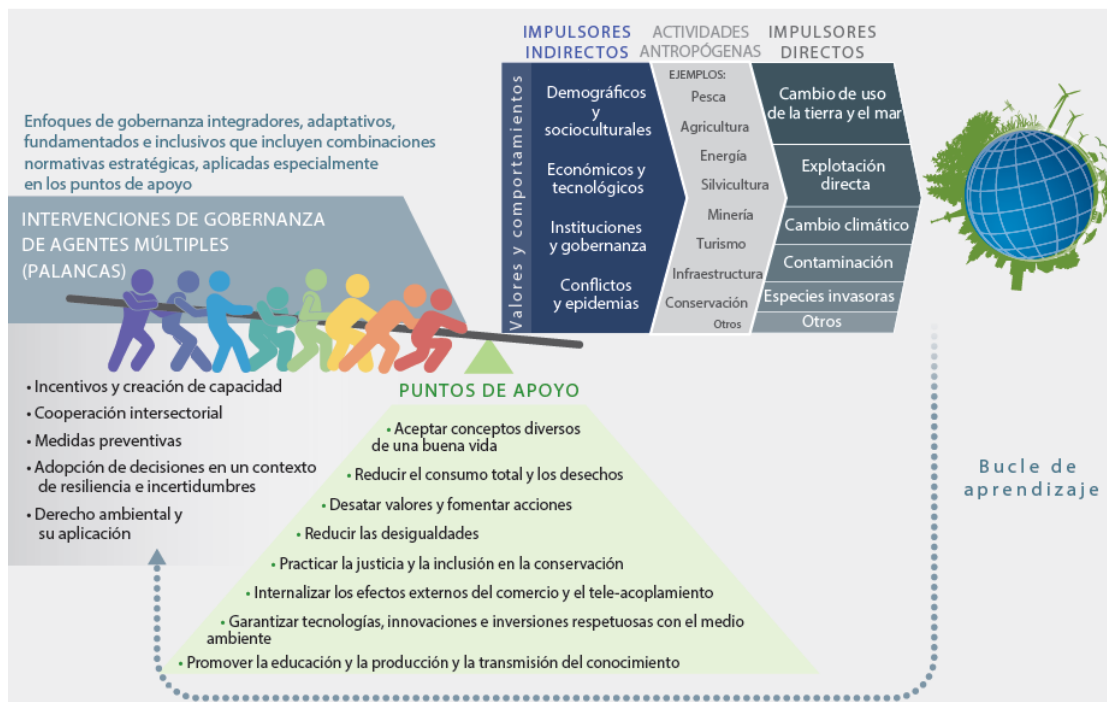 IMPULSORES
INDIRECTOS
ACTIVIDADES
ANTROPÓGENAS
IMPULSORES
DIRECTOS
Valores y comportamientos
Demográficos
y
socioculturales
Económicos y
tecnológicos
Instituciones
y gobernanza
Conflictos
y epidemias
EJEMPLOS:
Pesca
Agricultura
Energía
Silvicultura
Minería
Turismo
Infraestructura
Conservación
Otros
Cambio de uso
de la tierra y el mar
Explotación
directa
Cambio climático
Contaminación
Especies invasoras
Otros
Enfoques de gobernanza integradores, adaptativos,
fundamentados e inclusivos que incluyen combinaciones
normativas estratégicas, aplicadas especialmente
en los puntos de apoyo
INTERVENCIONES DE GOBERNANZA
DE AGENTES MÚLTIPLES
(PALANCAS)
• Incentivos y creación de capacidad
• Cooperación intersectorial
• Medidas preventivas
• Adopción de decisiones en un contexto
de resiliencia e incertidumbres
• Derecho ambiental y
su aplicación
PUNTOS DE APOYO
• Aceptar conceptos diversos
de una buena vida
• Reducir el consumo total y los desechos
• Desatar valores y fomentar acciones
• Reducir las desigualdades
• Practicar la justicia y la inclusión en la conservación
• Internalizar los efectos externos del comercio y el tele-acoplamiento
• Garantizar tecnologías, innovaciones e inversiones respetuosas con el medio
ambiente
• Promover la educación y la producción y la transmisión del conocimiento
Bucle de
aprendizaje